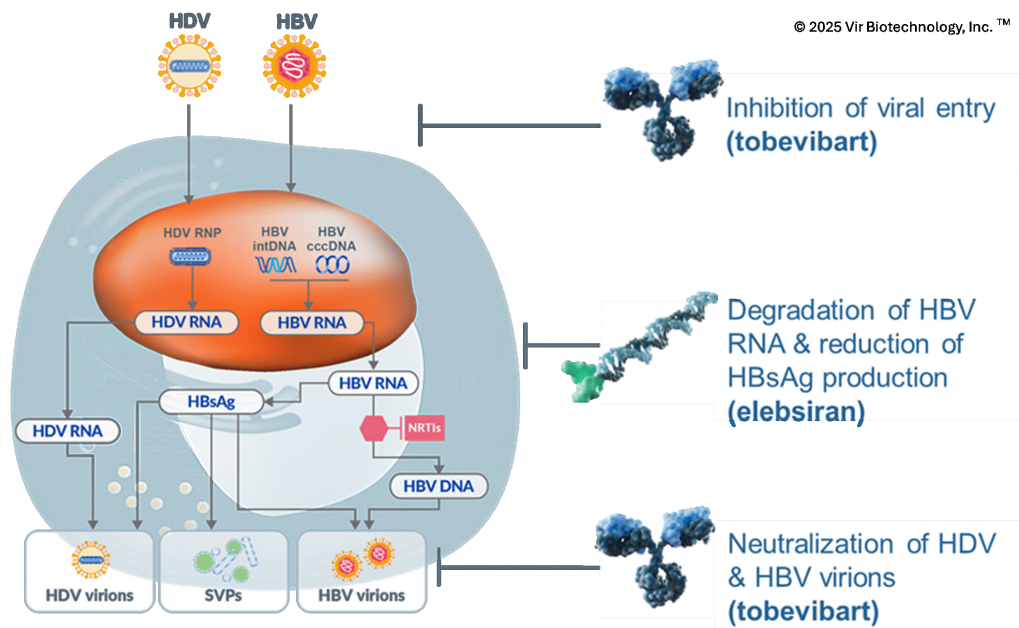 HDV
HBV
© 2025 Vir Biotechnology, Inc. ™
Inhibition of viral entry
(tobevibart)
HDV RNP
HBV
intDNA
HBV
cccDNA
HDV RNA
HBV RNA
Degradation of HBV
RNA & reduction of
HBsAg production
(elebsiran)
HBV RNA
HBsAg
HDV RNA
NRTIs
HBV DNA
Neutralization of HDV
& HBV virions
(tobevibart)
HDV virions
SVPs
HBV virions